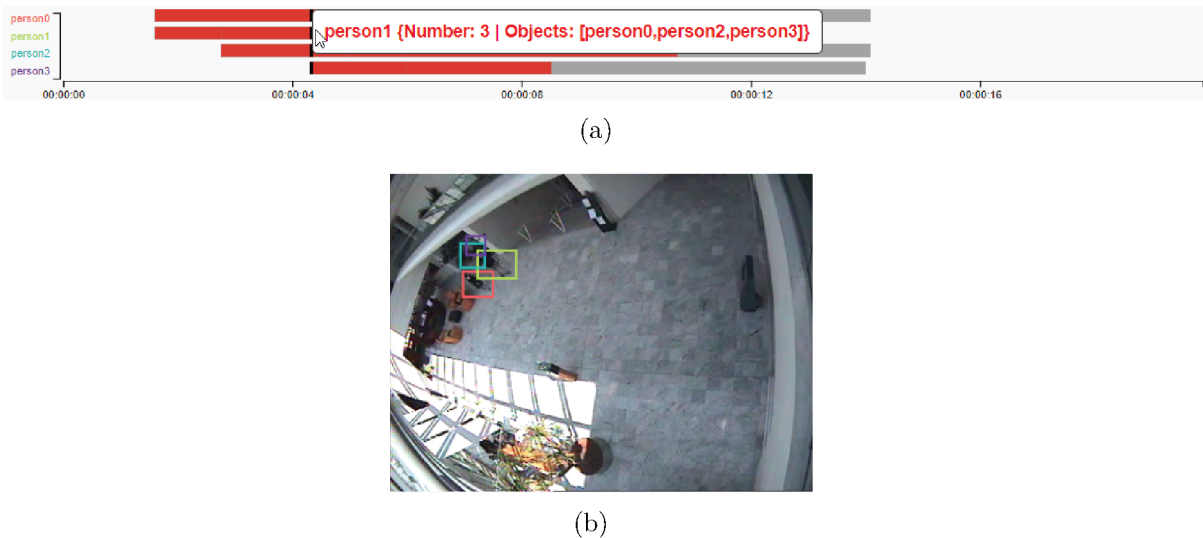 person0
person1 {Number: 3 | Objects: [person0,person2,person3]}
person1
person2
person3
00:00:00 00:00:04 00:00:08 00:00:12 00:00:16
(a)
(b)